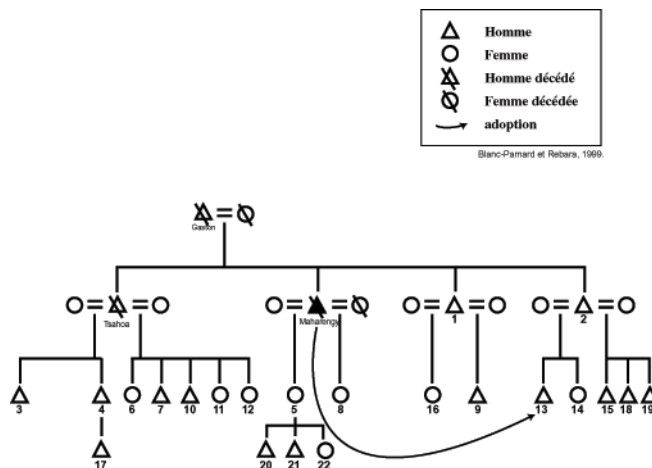 Homme
Femme
Homme décédé
Femme décédée
adoption
Blanc-Pamard et Rebara, 1999.
Gaston
Tsahoa
Maharengy
1
2
3
4
6
7
10
11
12
5
8
16
9
13
14
15
18
19
17
20
21
22